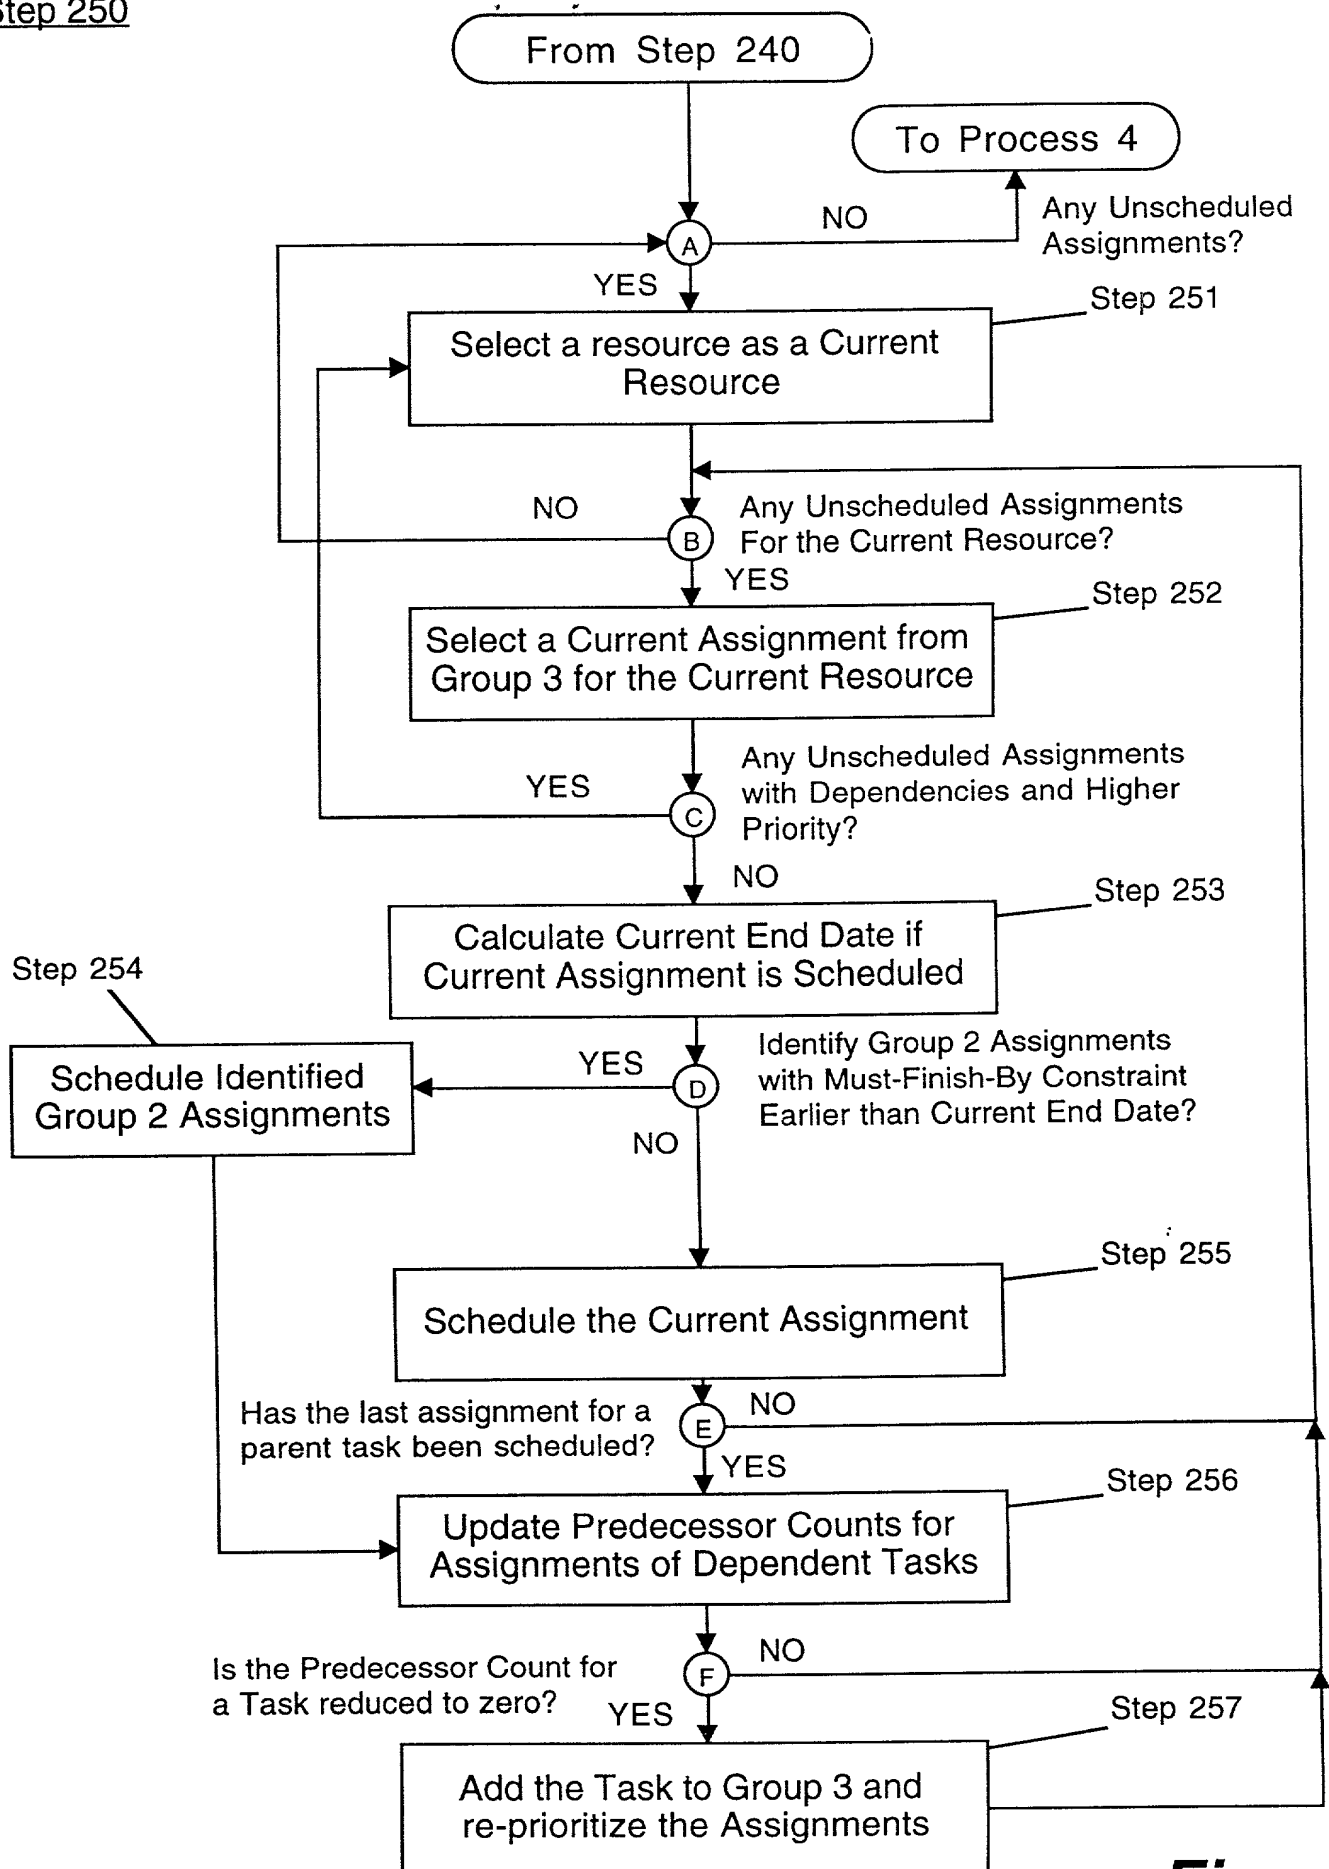 Step 250
From Step 240
To Process 4
NO
Any Unscheduled
Assignments?
A
YES
Step 251
Select a resource as a Current
Resource
NO
Any Unscheduled Assignments
For the Current Resource?
B
YES
Step 252
Select a Current Assignment from
Group 3 for the Current Resource
Any Unscheduled Assignments
with Dependencies and Higher
Priority?
YES
C
NO
Step 253
Calculate Current End Date if
Current Assignment is Scheduled
Step 254
Identify Group 2 Assignments
with Must-Finish-By Constraint
Earlier than Current End Date?
YES
D
Schedule Identified
Group 2 Assignments
NO
Step 255
Schedule the Current Assignment
Has the last assignment for a
parent task been scheduled?
E
NO
YES
Step 256
Update Predecessor Counts for
Assignments of Dependent Tasks
Is the Predecessor Count for
a Task reduced to zero?
F
NO
YES
Step 257
Add the Task to Group 3 and
re-prioritize the Assignments